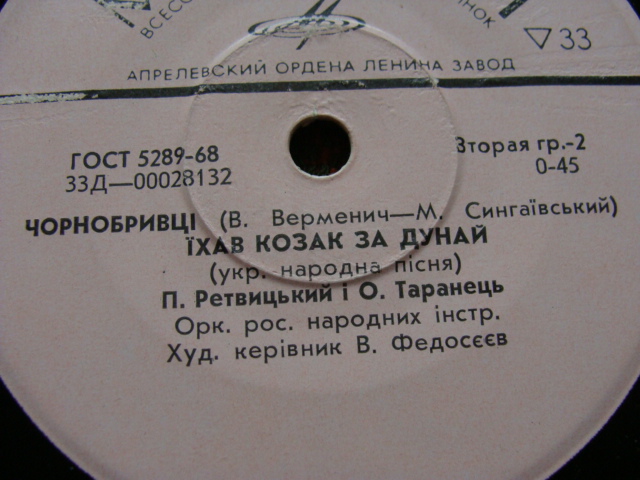 ▽33
АПРЕЛЕВСКИЙ ОРДЕНА ЛЕНИНА ЗАВОД
ГОСТ 5289-68
Вторая гр.-2
33Д—00028132
0-45
ЧОРНОБРИВЦІ (В. Верменич—М. Сингаївський)
ЇХАВ КОЗАК ЗА ДУНАЙ
(укр. народна пісня)
П. Ретвицький і О. Таранець
Орк. рос. народних інстр.
Худ. керівник В. Федосєєв